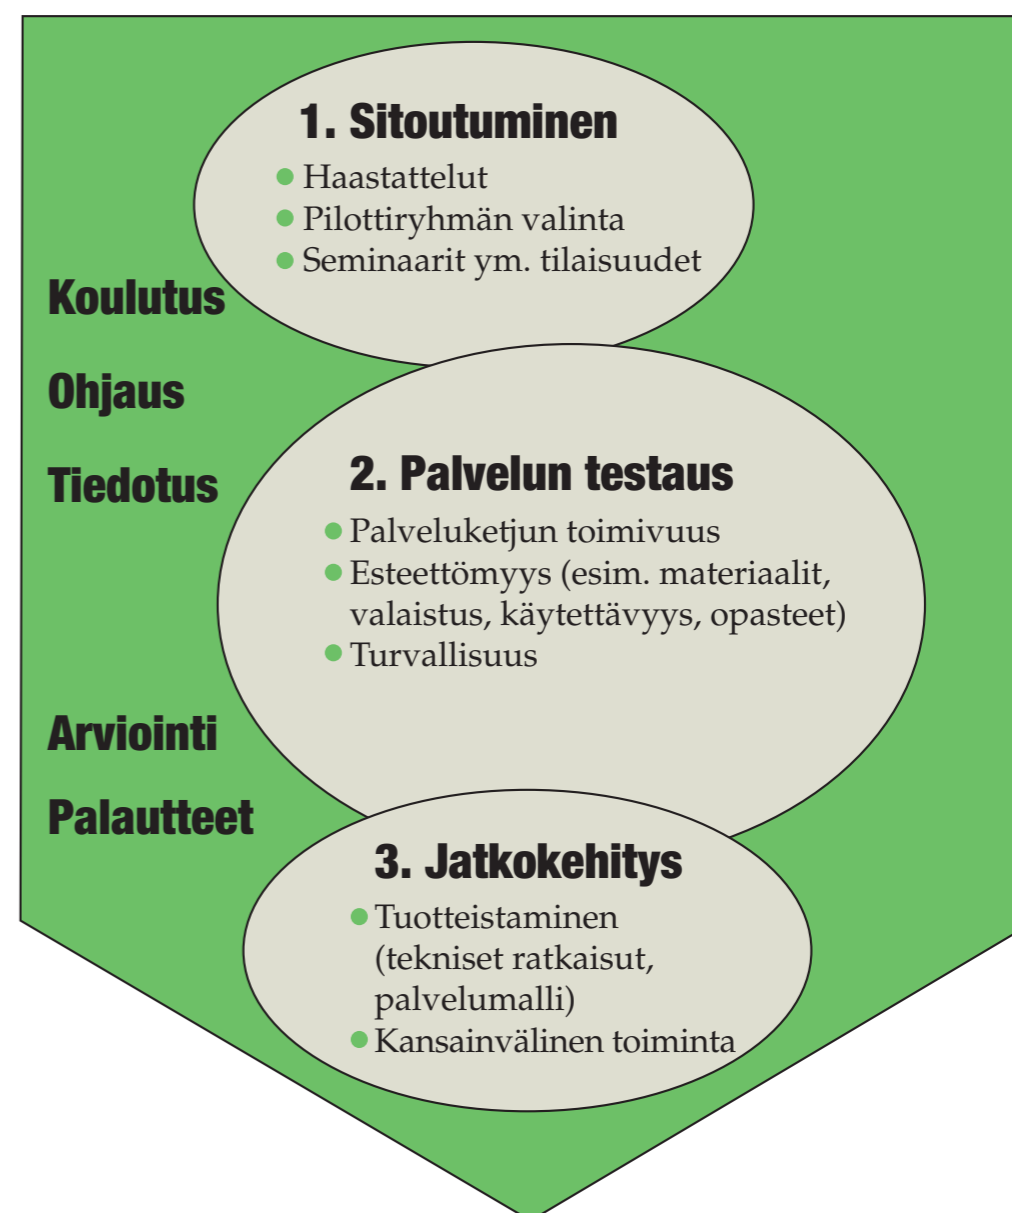 1. Sitoutuminen
Haastattelut
Pilottiryhmän valinta
Seminaarit ym. tilaisuudet
Koulutus
Ohjaus
Tiedotus
2. Palvelun testaus
Palveluketjun toimivuus
Esteettömyys (esim. materiaalit,
valaistus, käytettävyys, opasteet)
Turvallisuus
Arviointi
Palautteet
3. Jatkokehitys
Tuotteistaminen
(tekniset ratkaisut,
palvelumalli)
Kansainvälinen toiminta